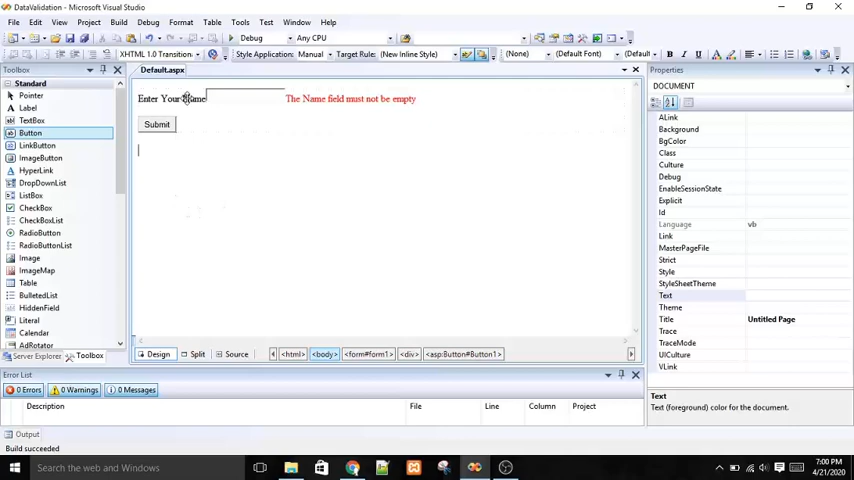 DataValidation - Microsoft Visual Studio
File Edit View Website Build Debug Format Table Tools Test Window Help
Debug Any CPU
XHTML 1.0 Transition Style Application: Manual Target Rule: (New Inline Style) (None) (Default Font) (Default B I U A
Toolbox
Default.aspx
Properties
Standard
Pointer
Label
TextBox
Button
LinkButton
ImageButton
HyperLink
DropDownList
ListBox
CheckBox
CheckBoxList
RadioButton
RadioButtonList
Image
ImageMap
Table
BulletedList
HiddenField
Literal
Calendar
AdRotator
Server Explorer Toolbox
Enter Your Name The Name field must not be empty
Submit
Design Split Source <html> <body> <form#form1> <div> <asp:Button#Button1>
DOCUMENT
ALink
Background
BgColor
Class
Culture
Debug
EnableSessionState
Explicit
Id
Language vb
Link
MasterPageFile
Strict
Style
StyleSheetTheme
Text
Theme
Title Untitled Page
Trace
TraceMode
UICulture
VLink
Text
Text (foreground) color for the document.
Error List
0 Errors 0 Warnings 0 Messages
Description File Line Column Project
Output
Build succeeded
Search the web and Windows
7:00 PM
4/21/2020